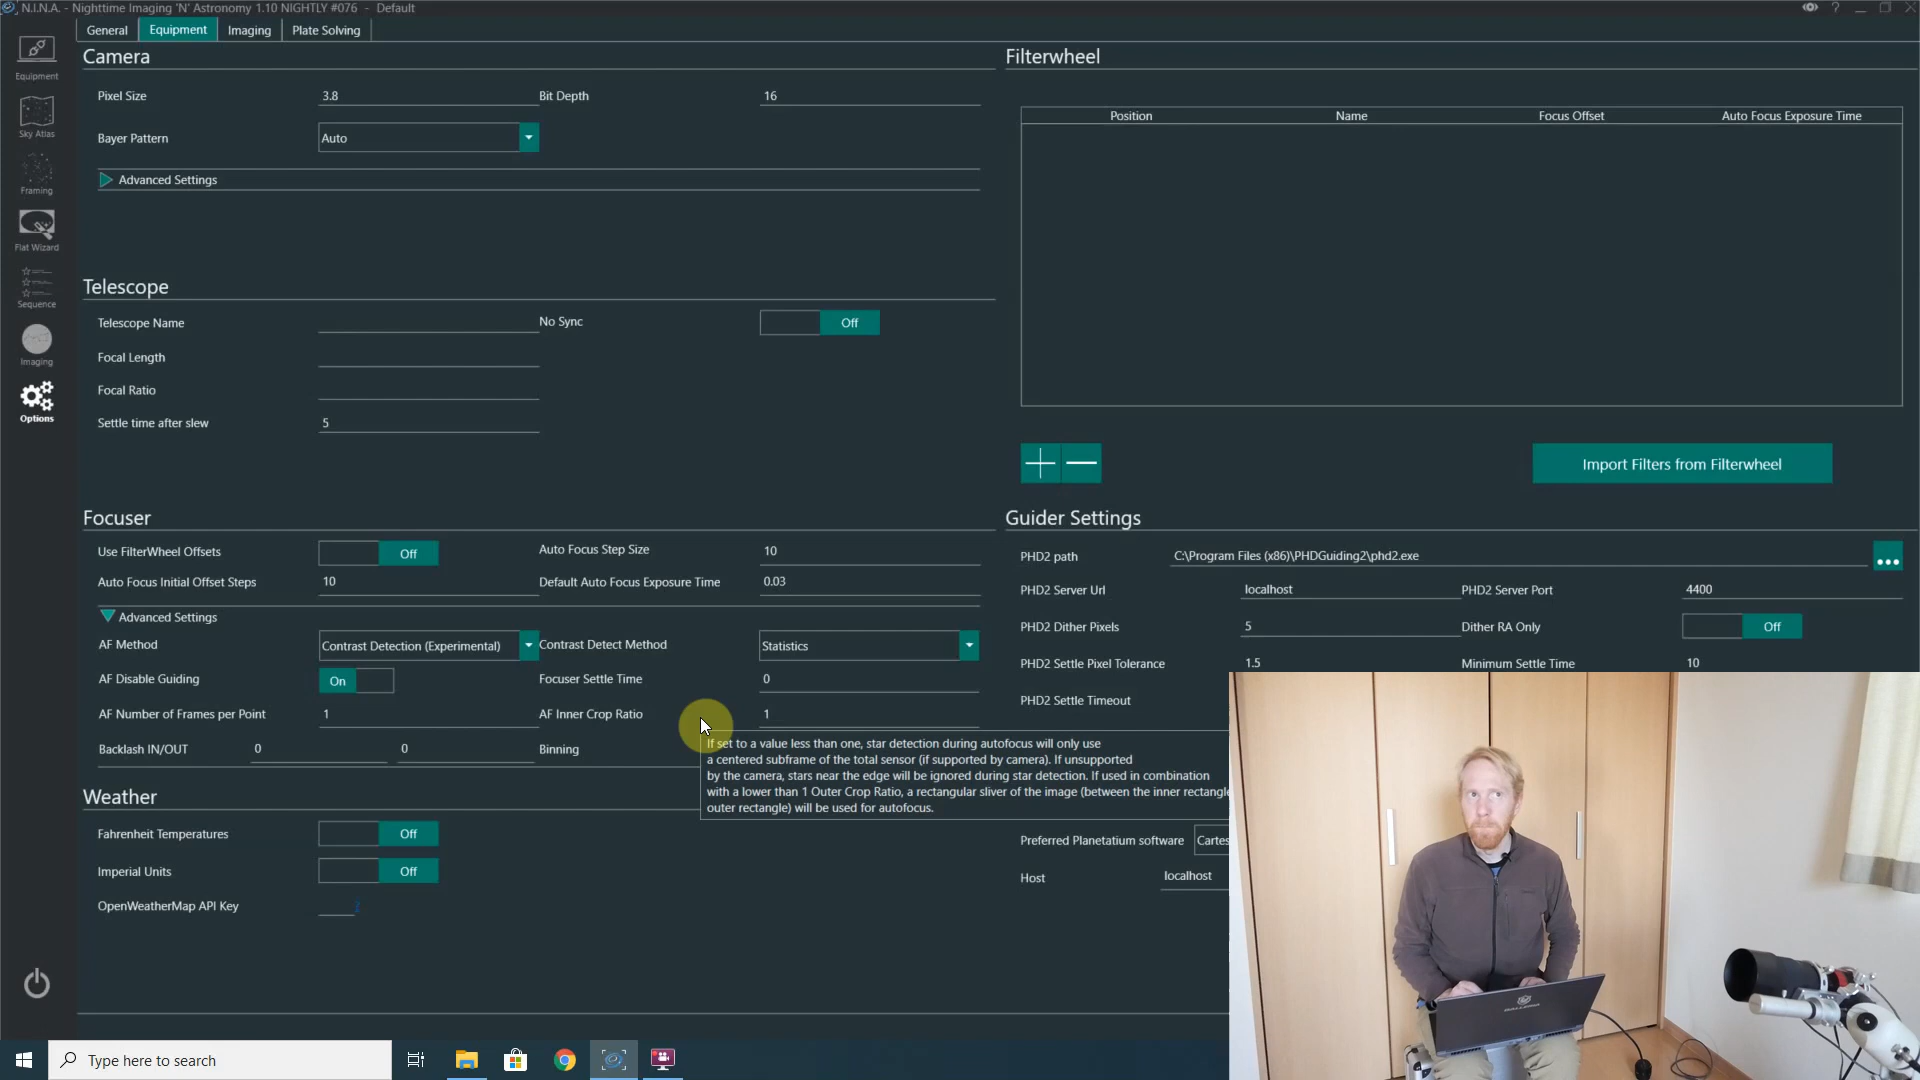 N.I.N.A. - Nighttime Imaging 'N' Astronomy 1.10 NIGHTLY #076 - Default
?
General Equipment Imaging Plate Solving
Equipment
Sky Atlas
Framing
Flat Wizard
Sequence
Imaging
Options
Camera
Pixel Size 3.8 Bit Depth 16
Bayer Pattern Auto
Advanced Settings
Telescope
Telescope Name No Sync Off
Focal Length
Focal Ratio
Settle time after slew 5
Focuser
Use FilterWheel Offsets Off Auto Focus Step Size 10
Auto Focus Initial Offset Steps 10 Default Auto Focus Exposure Time 0.03
Advanced Settings
AF Method Contrast Detection (Experimental) Contrast Detect Method Statistics
AF Disable Guiding On Focuser Settle Time 0
AF Number of Frames per Point 1 AF Inner Crop Ratio 1
Backlash IN/OUT 0 0 Binning
If set to a value less than one, star detection during autofocus will only use
a centered subframe of the total sensor (if supported by camera). If unsupported
by the camera, stars near the edge will be ignored during star detection. If used in combination
with a lower than 1 Outer Crop Ratio, a rectangular sliver of the image (between the inner rectangle
outer rectangle) will be used for autofocus.
Weather
Fahrenheit Temperatures Off
Imperial Units Off
OpenWeatherMap API Key ?
Filterwheel
Position Name Focus Offset Auto Focus Exposure Time
Import Filters from Filterwheel
Guider Settings
PHD2 path C:\Program Files (x86)\PHDGuiding2\phd2.exe ...
PHD2 Server Url localhost PHD2 Server Port 4400
PHD2 Dither Pixels 5 Dither RA Only Off
PHD2 Settle Pixel Tolerance 1.5 Minimum Settle Time 10
PHD2 Settle Timeout
Preferred Planetatium software Cartes
Host localhost
Type here to search